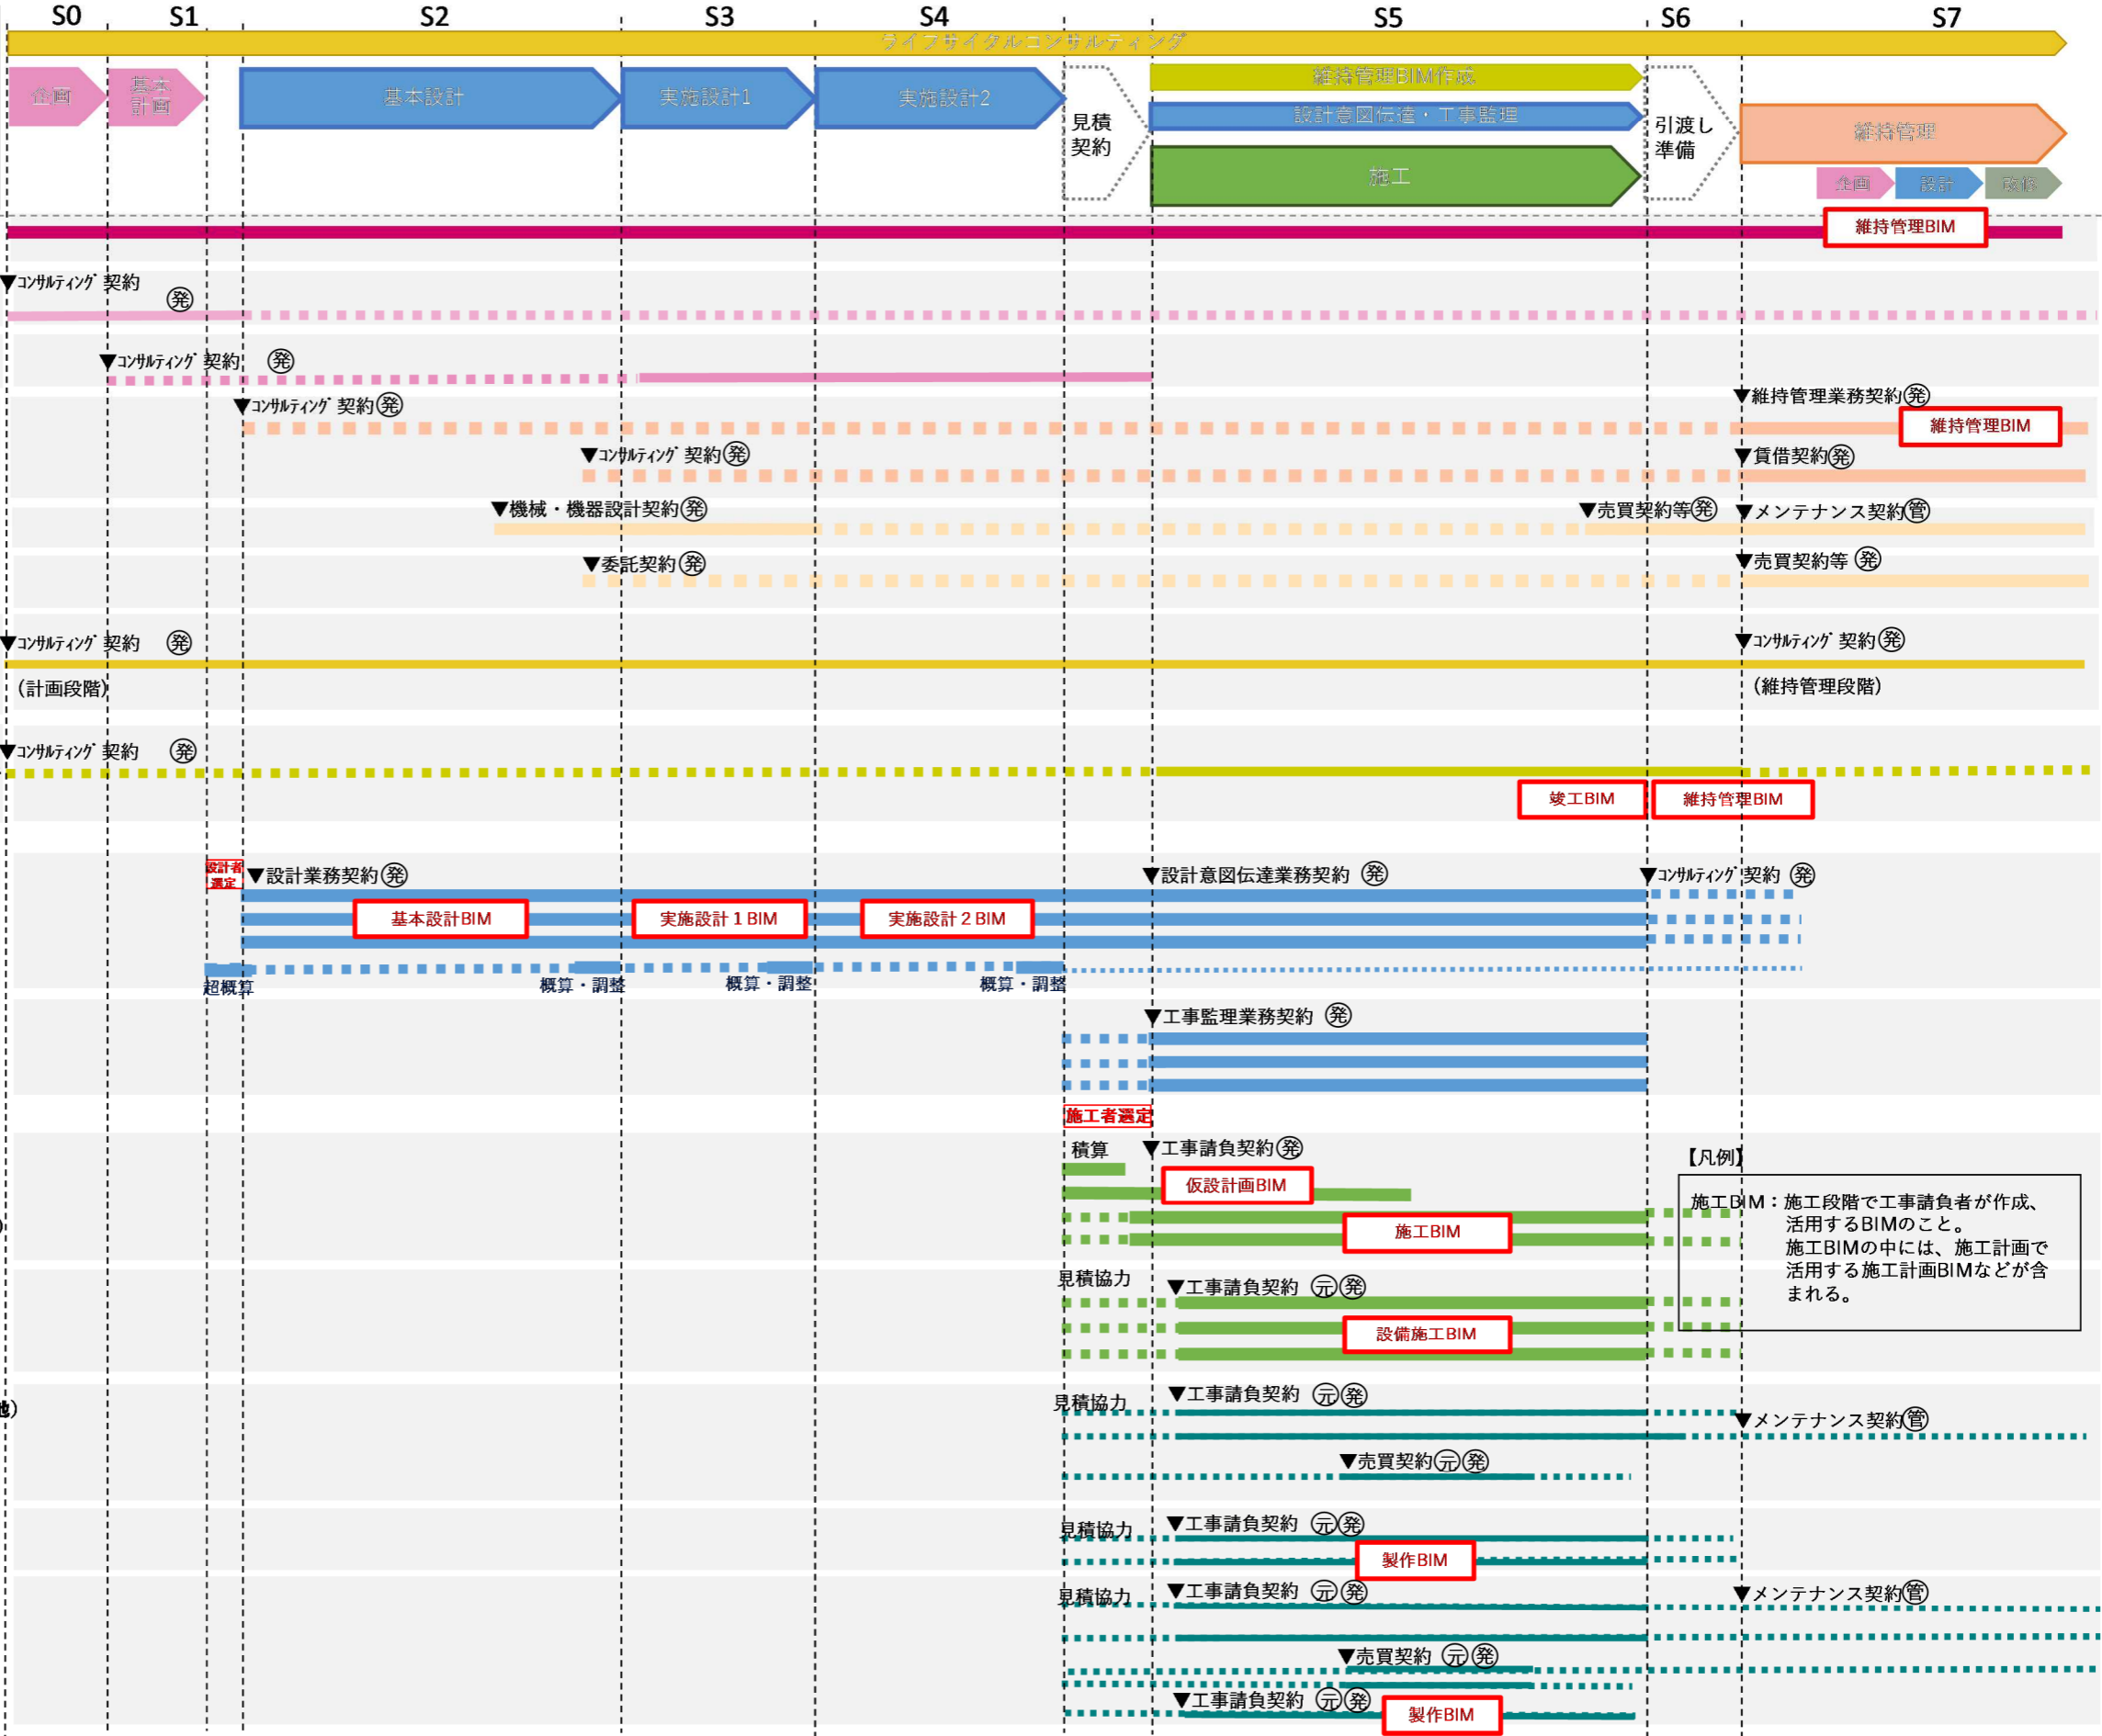 S0 S1 S2 S3 S4 S5 S6 S7
ライフサイクルコンサルティング
企画
基本
計画
基本設計
実施設計1
実施設計2
見積
契約
維持管理BIM作成
設計意図伝達・工事監理
施工
引渡し
準備
維持管理
企画 設計 改修
維持管理BIM
▼コンサルティング 契約
発
▼コンサルティング 契約 発
▼コンサルティング 契約発
▼維持管理業務契約発
維持管理BIM
▼コンサルティング 契約発
▼賃借契約発
▼機械・機器設計契約発
▼売買契約等発
▼メンテナンス契約管
▼委託契約発
▼売買契約等 発
▼コンサルティング 契約 発
▼コンサルティング 契約発
(計画段階)
(維持管理段階)
▼コンサルティング 契約 発
竣工BIM
維持管理BIM
設計者
選定
▼設計業務契約発
▼設計意図伝達業務契約 発
▼コンサルティング 契約 発
基本設計BIM
実施設計1BIM
実施設計2BIM
超概算
概算・調整
概算・調整
概算・調整
▼工事監理業務契約 発
施工者選定
積算
▼工事請負契約発
【凡例】
仮設計画BIM
施工BIM
施工BIM：施工段階で工事請負者が作成、
活用するBIMのこと。
施工BIMの中には、施工計画で
活用する施工計画BIMなどが含
まれる。
見積協力
▼工事請負契約 元発
設備施工BIM
見積協力
▼工事請負契約 元発
他）
▼メンテナンス契約管
▼売買契約元発
見積協力
▼工事請負契約 元発
製作BIM
見積協力
▼工事請負契約 元発
▼メンテナンス契約管
▼売買契約 元発
▼工事請負契約 元発
製作BIM